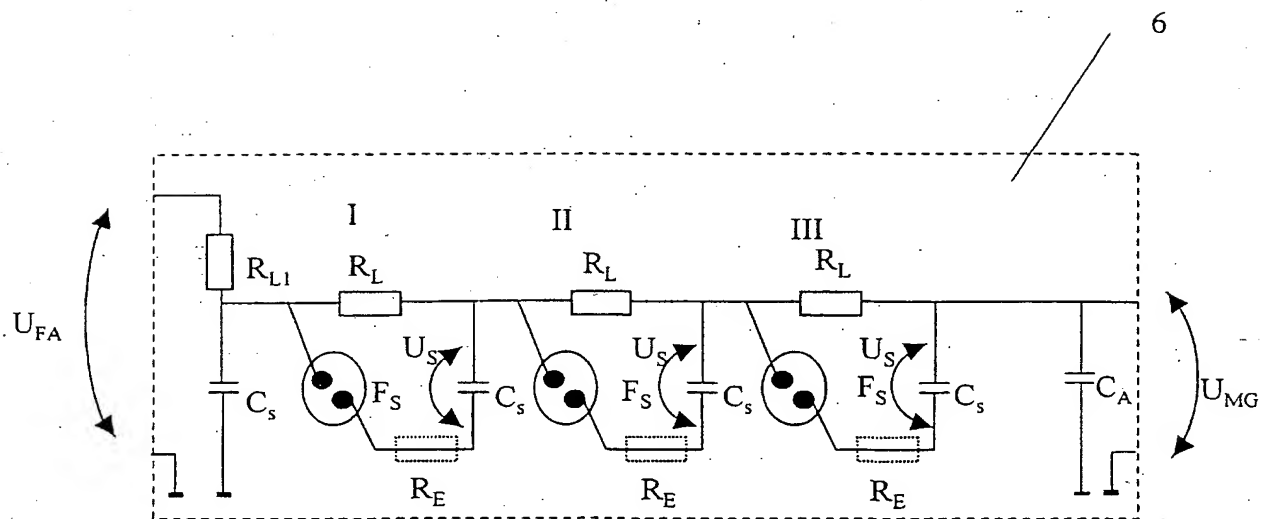 6
I
II
III
R_L1
R_L
R_L
R_L
U_FA
U_S
U_S
U_S
C_s
F_S
C_s
F_S
C_s
F_S
C_s
C_A
U_MG
R_E
R_E
R_E